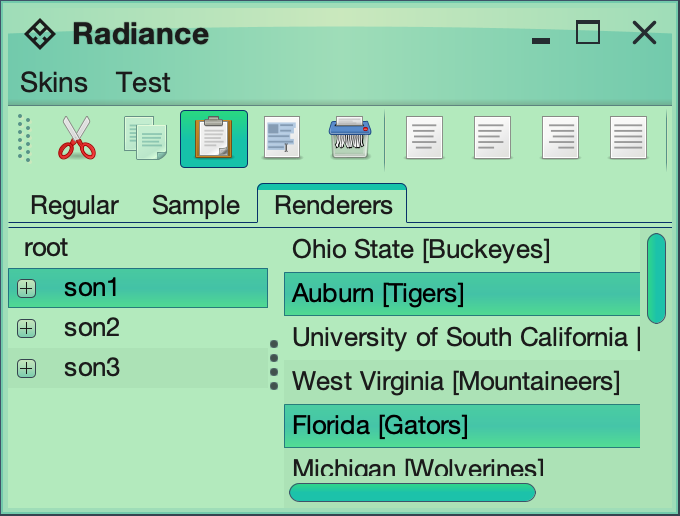 Radiance
Skins Test
Regular Sample Renderers
root
son1
son2
son3
Ohio State [Buckeyes]
Auburn [Tigers]
University of South California [
West Virginia [Mountaineers]
Florida [Gators]
Michigan [Wolverines]